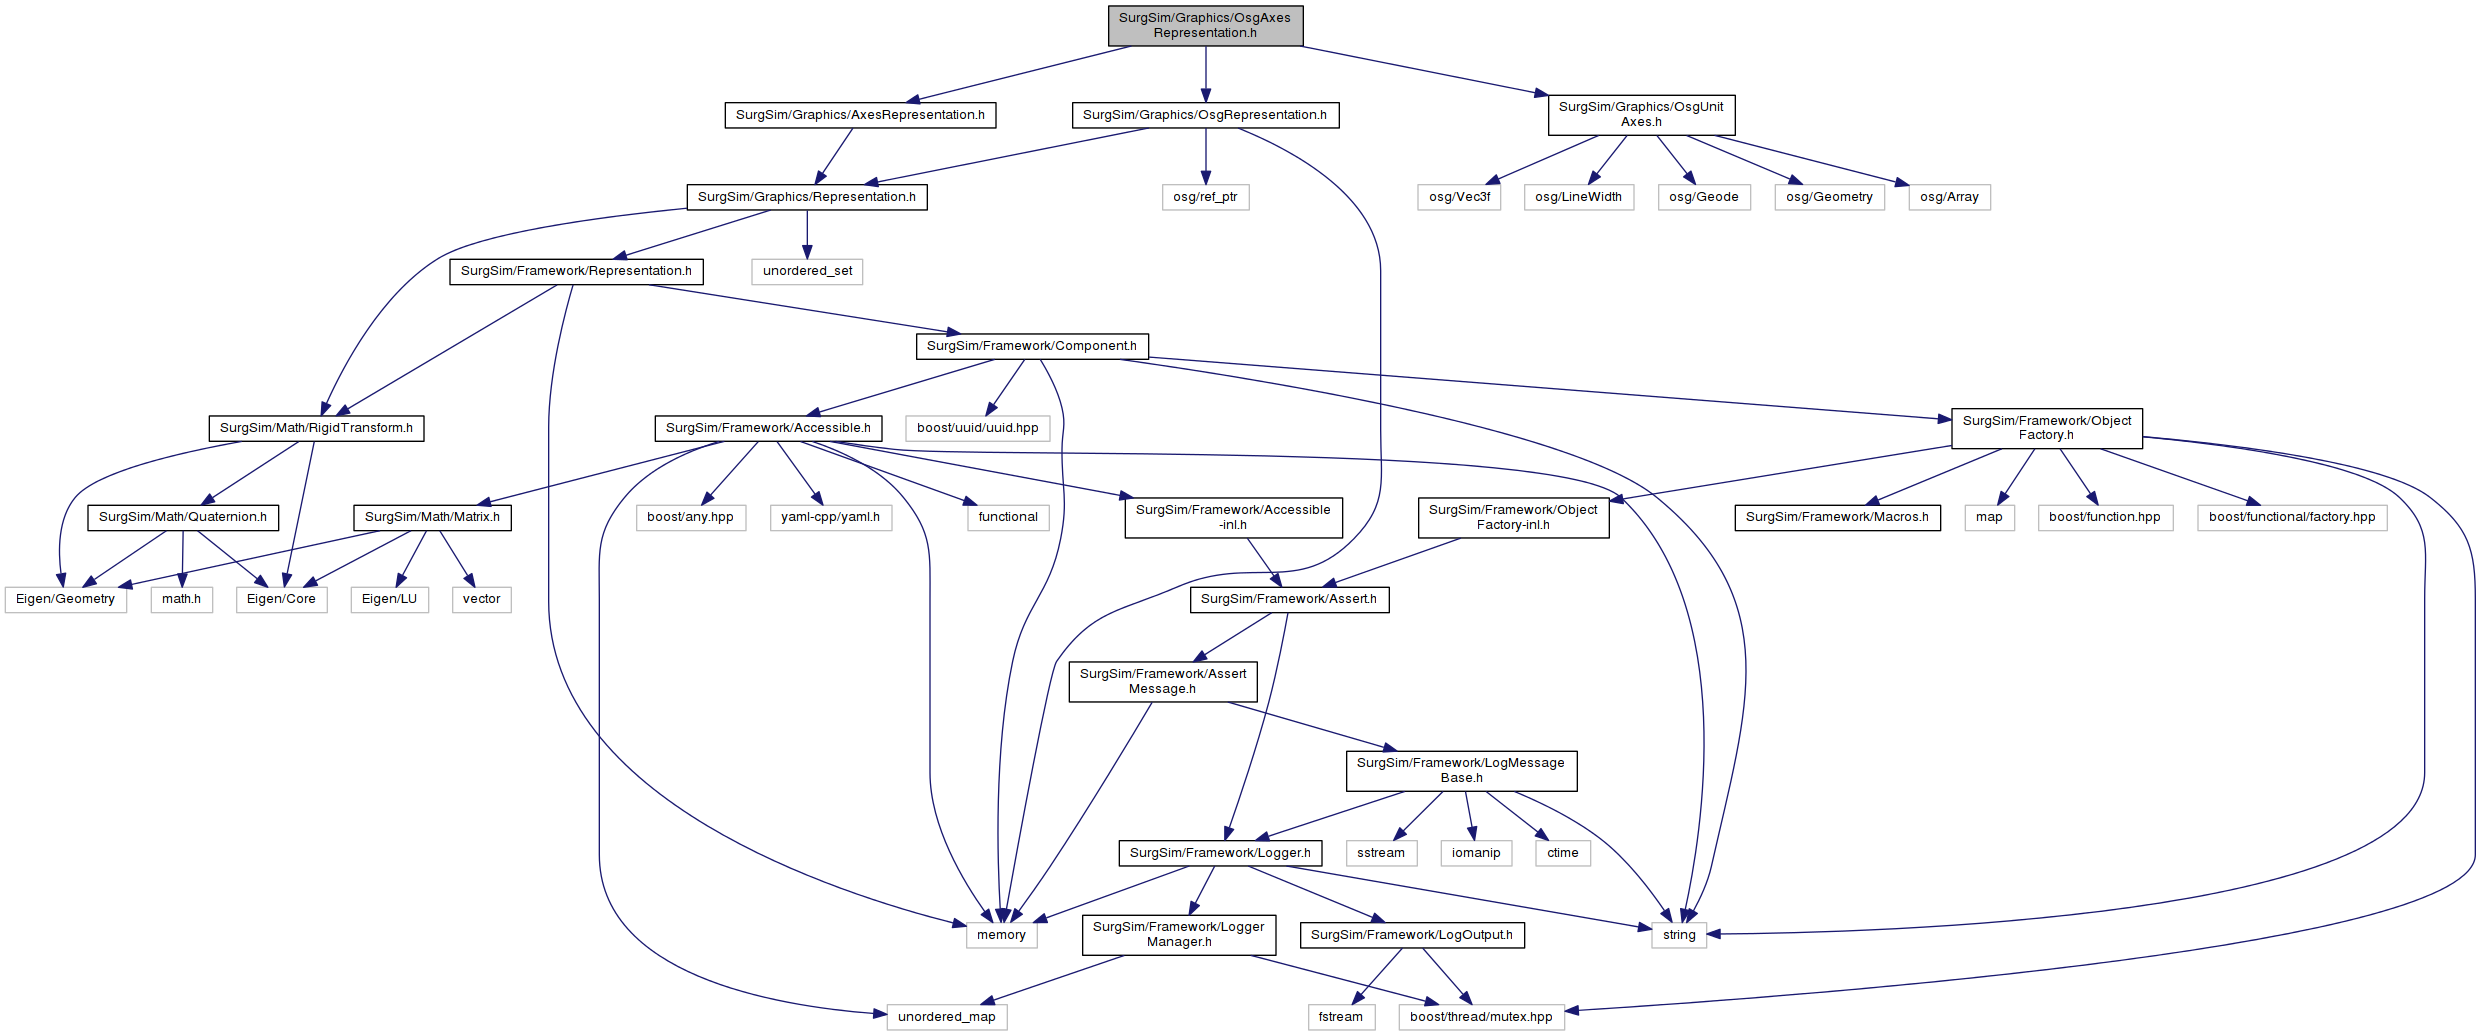 SurgSim/Graphics/OsgAxes
Representation.h
SurgSim/Graphics/AxesRepresentation.h
SurgSim/Graphics/OsgRepresentation.h
SurgSim/Graphics/OsgUnit
Axes.h
SurgSim/Graphics/Representation.h
osg/ref_ptr
osg/Vec3f
osg/LineWidth
osg/Geode
osg/Geometry
osg/Array
SurgSim/Framework/Representation.h
unordered_set
SurgSim/Framework/Component.h
SurgSim/Math/RigidTransform.h
SurgSim/Framework/Accessible.h
boost/uuid/uuid.hpp
SurgSim/Framework/Object
Factory.h
SurgSim/Math/Quaternion.h
SurgSim/Math/Matrix.h
boost/any.hpp
yaml-cpp/yaml.h
functional
SurgSim/Framework/Accessible
-inl.h
SurgSim/Framework/Object
Factory-inl.h
SurgSim/Framework/Macros.h
map
boost/function.hpp
boost/functional/factory.hpp
Eigen/Geometry
math.h
Eigen/Core
Eigen/LU
vector
SurgSim/Framework/Assert.h
SurgSim/Framework/Assert
Message.h
SurgSim/Framework/LogMessage
Base.h
SurgSim/Framework/Logger.h
sstream
iomanip
ctime
memory
SurgSim/Framework/Logger
Manager.h
SurgSim/Framework/LogOutput.h
string
unordered_map
fstream
boost/thread/mutex.hpp